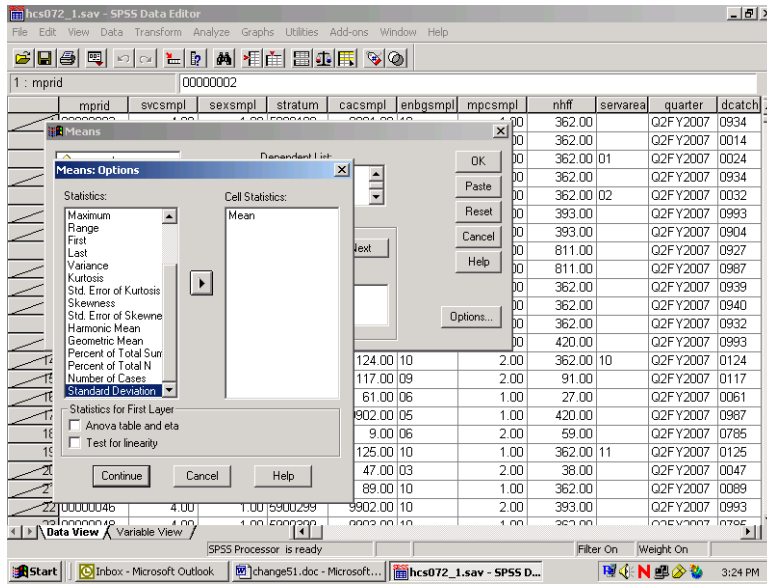 hcs072_1.sav - SPSS Data Editor
File Edit View Data Transform Analyze Graphs Utilities Add-ons Window Help
1 : mprid 00000002
mprid svcsmpl sexsmpl stratum cacsmpl enbgsmpl mpcsmpl nhff servarea quarter dcatch
362.00 Q2FY2007 0934
Means
362.00 Q2FY2007 0014
Dependent List:
OK
362.00 01 Q2FY2007 0024
Means: Options
362.00 Q2FY2007 0934
Paste
Statistics: Cell Statistics:
362.00 02 Q2FY2007 0032
Maximum Mean
Reset
393.00 Q2FY2007 0993
Range
393.00 Q2FY2007 0904
First
Cancel
Last
Next
811.00 Q2FY2007 0927
Variance
Help
811.00 Q2FY2007 0987
Kurtosis
Std. Error of Kurtosis
362.00 Q2FY2007 0939
Skewness
362.00 Q2FY2007 0940
Std. Error of Skewne
Options...
Harmonic Mean
362.00 Q2FY2007 0932
Geometric Mean
420.00 Q2FY2007 0993
Percent of Total Sum
Percent of Total N
124.00 10 2.00 362.00 10 Q2FY2007 0124
Number of Cases
117.00 09 2.00 91.00 Q2FY2007 0117
Standard Deviation
61.00 06 1.00 27.00 Q2FY2007 0061
Statistics for First Layer
9902.00 05 1.00 420.00 Q2FY2007 0987
Anova table and eta
9.00 06 2.00 59.00 Q2FY2007 0785
Test for linearity
125.00 10 1.00 362.00 11 Q2FY2007 0125
Continue Cancel Help
47.00 03 2.00 38.00 Q2FY2007 0047
89.00 10 1.00 362.00 Q2FY2007 0089
22 00000046 4.00 1.00 5900299 9902.00 10 2.00 393.00 Q2FY2007 0993
Data View Variable View
SPSS Processor is ready Filter On Weight On
Start Inbox - Microsoft Outlook change51.doc - Microsoft... hcs072_1.sav - SPSS D... 3:24 PM